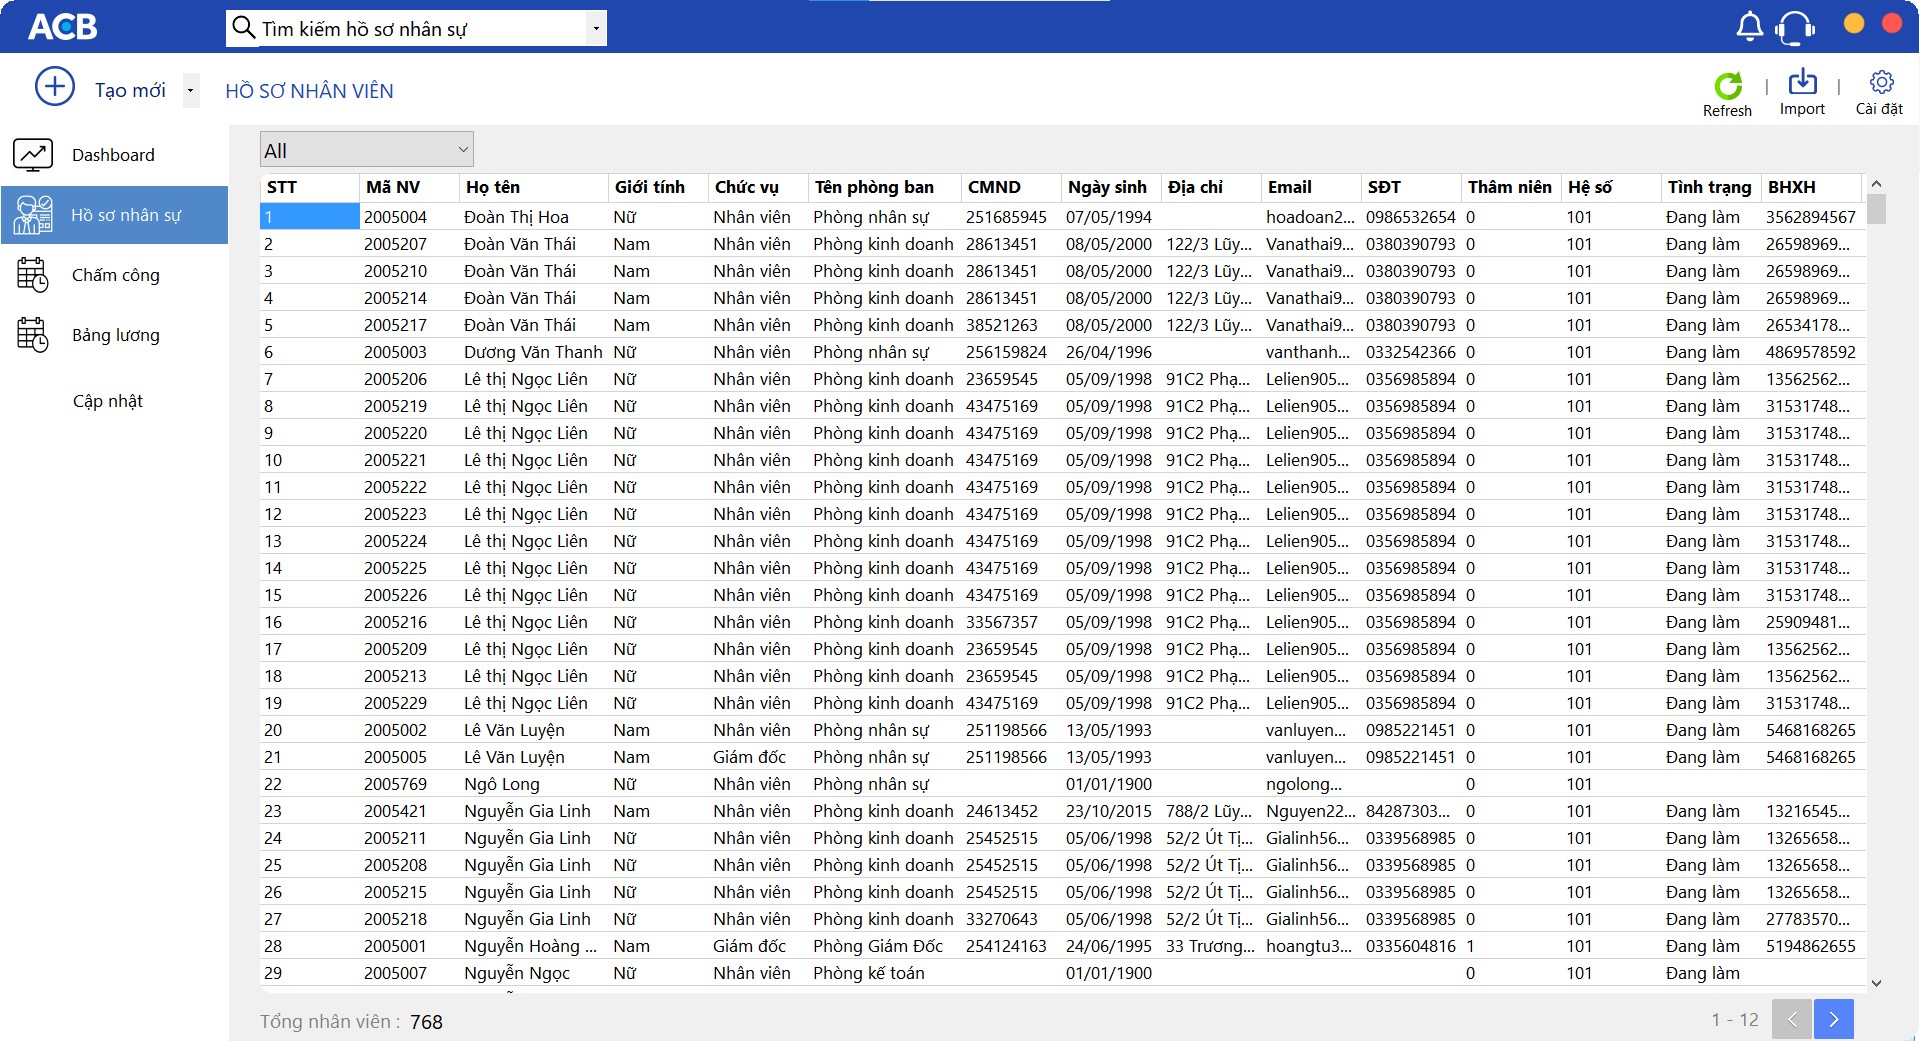 ACB
Tìm kiếm hồ sơ nhân sự
Tạo mới
HỒ SƠ NHÂN VIÊN
Refresh
Import
Cài đặt
Dashboard
Hồ sơ nhân sự
Chấm công
Bảng lương
Cập nhật
All
STT Mã NV Họ tên Giới tính Chức vụ Tên phòng ban CMND Ngày sinh Địa chỉ Email SĐT Thâm niên Hệ số Tình trạng BHXH
1 2005004 Đoàn Thị Hoa Nữ Nhân viên Phòng nhân sự 251685945 07/05/1994 hoadoan2... 0986532654 0 101 Đang làm 3562894567
2 2005207 Đoàn Văn Thái Nam Nhân viên Phòng kinh doanh 28613451 08/05/2000 122/3 Lũy... Vanathai9... 0380390793 0 101 Đang làm 26598969...
3 2005210 Đoàn Văn Thái Nam Nhân viên Phòng kinh doanh 28613451 08/05/2000 122/3 Lũy... Vanathai9... 0380390793 0 101 Đang làm 26598969...
4 2005214 Đoàn Văn Thái Nam Nhân viên Phòng kinh doanh 28613451 08/05/2000 122/3 Lũy... Vanathai9... 0380390793 0 101 Đang làm 26598969...
5 2005217 Đoàn Văn Thái Nam Nhân viên Phòng kinh doanh 38521263 08/05/2000 122/3 Lũy... Vanathai9... 0380390793 0 101 Đang làm 26534178...
6 2005003 Dương Văn Thanh Nữ Nhân viên Phòng nhân sự 256159824 26/04/1996 vanthanh... 0332542366 0 101 Đang làm 4869578592
7 2005206 Lê thị Ngọc Liên Nữ Nhân viên Phòng kinh doanh 23659545 05/09/1998 91C2 Phạ... Lelien905... 0356985894 0 101 Đang làm 13562562...
8 2005219 Lê thị Ngọc Liên Nữ Nhân viên Phòng kinh doanh 43475169 05/09/1998 91C2 Phạ... Lelien905... 0356985894 0 101 Đang làm 31531748...
9 2005220 Lê thị Ngọc Liên Nữ Nhân viên Phòng kinh doanh 43475169 05/09/1998 91C2 Phạ... Lelien905... 0356985894 0 101 Đang làm 31531748...
10 2005221 Lê thị Ngọc Liên Nữ Nhân viên Phòng kinh doanh 43475169 05/09/1998 91C2 Phạ... Lelien905... 0356985894 0 101 Đang làm 31531748...
11 2005222 Lê thị Ngọc Liên Nữ Nhân viên Phòng kinh doanh 43475169 05/09/1998 91C2 Phạ... Lelien905... 0356985894 0 101 Đang làm 31531748...
12 2005223 Lê thị Ngọc Liên Nữ Nhân viên Phòng kinh doanh 43475169 05/09/1998 91C2 Phạ... Lelien905... 0356985894 0 101 Đang làm 31531748...
13 2005224 Lê thị Ngọc Liên Nữ Nhân viên Phòng kinh doanh 43475169 05/09/1998 91C2 Phạ... Lelien905... 0356985894 0 101 Đang làm 31531748...
14 2005225 Lê thị Ngọc Liên Nữ Nhân viên Phòng kinh doanh 43475169 05/09/1998 91C2 Phạ... Lelien905... 0356985894 0 101 Đang làm 31531748...
15 2005226 Lê thị Ngọc Liên Nữ Nhân viên Phòng kinh doanh 43475169 05/09/1998 91C2 Phạ... Lelien905... 0356985894 0 101 Đang làm 31531748...
16 2005216 Lê thị Ngọc Liên Nữ Nhân viên Phòng kinh doanh 33567357 05/09/1998 91C2 Phạ... Lelien905... 0356985894 0 101 Đang làm 25909481...
17 2005209 Lê thị Ngọc Liên Nữ Nhân viên Phòng kinh doanh 23659545 05/09/1998 91C2 Phạ... Lelien905... 0356985894 0 101 Đang làm 13562562...
18 2005213 Lê thị Ngọc Liên Nữ Nhân viên Phòng kinh doanh 23659545 05/09/1998 91C2 Phạ... Lelien905... 0356985894 0 101 Đang làm 13562562...
19 2005229 Lê thị Ngọc Liên Nữ Nhân viên Phòng kinh doanh 43475169 05/09/1998 91C2 Phạ... Lelien905... 0356985894 0 101 Đang làm 31531748...
20 2005002 Lê Văn Luyện Nam Nhân viên Phòng nhân sự 251198566 13/05/1993 vanluyen... 0985221451 0 101 Đang làm 5468168265
21 2005005 Lê Văn Luyện Nam Giám đốc Phòng nhân sự 251198566 13/05/1993 vanluyen... 0985221451 0 101 Đang làm 5468168265
22 2005769 Ngô Long Nữ Nhân viên Phòng nhân sự 01/01/1900 ngolong... 0 101
23 2005421 Nguyễn Gia Linh Nam Nhân viên Phòng kinh doanh 24613452 23/10/2015 788/2 Lũy... Nguyen22... 84287303... 0 101 Đang làm 13216545...
24 2005211 Nguyễn Gia Linh Nữ Nhân viên Phòng kinh doanh 25452515 05/06/1998 52/2 Út Tị... Gialinh56... 0339568985 0 101 Đang làm 13265658...
25 2005208 Nguyễn Gia Linh Nữ Nhân viên Phòng kinh doanh 25452515 05/06/1998 52/2 Út Tị... Gialinh56... 0339568985 0 101 Đang làm 13265658...
26 2005215 Nguyễn Gia Linh Nữ Nhân viên Phòng kinh doanh 25452515 05/06/1998 52/2 Út Tị... Gialinh56... 0339568985 0 101 Đang làm 13265658...
27 2005218 Nguyễn Gia Linh Nữ Nhân viên Phòng kinh doanh 33270643 05/06/1998 52/2 Út Tị... Gialinh56... 0339568985 0 101 Đang làm 27783570...
28 2005001 Nguyễn Hoàng ... Nam Giám đốc Phòng Giám Đốc 254124163 24/06/1995 33 Trương... hoangtu3... 0335604816 1 101 Đang làm 5194862655
29 2005007 Nguyễn Ngọc Nữ Nhân viên Phòng kế toán 01/01/1900 0 101 Đang làm
Tổng nhân viên : 768
1 - 12